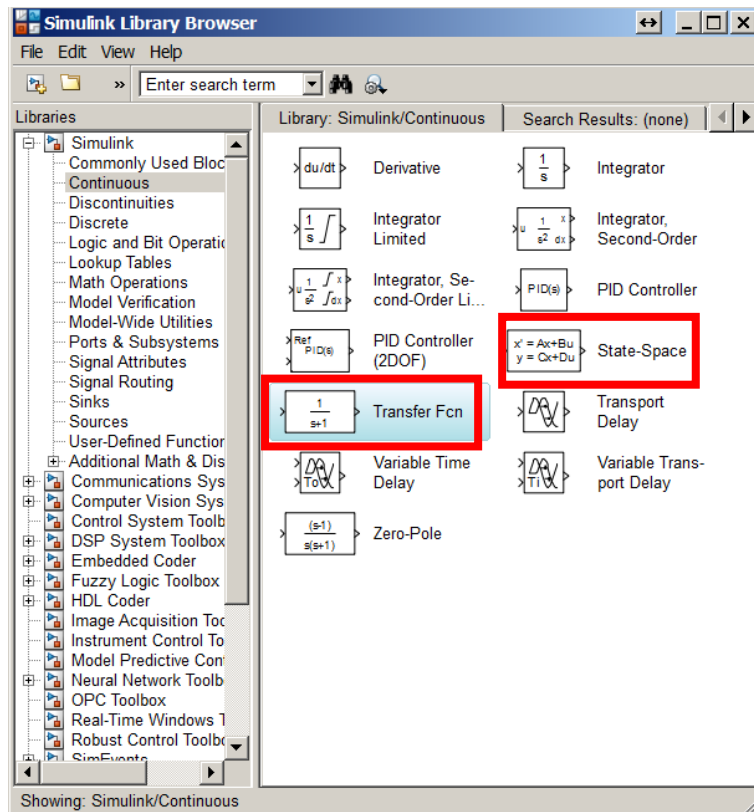 Simulink Library Browser
File Edit View Help
» Enter search term
Libraries
Library: Simulink/Continuous
Search Results: (none)
Simulink
Commonly Used Bloc
Continuous
Discontinuities
Discrete
Logic and Bit Operatic
Lookup Tables
Math Operations
Model Verification
Model-Wide Utilities
Ports & Subsystems
Signal Attributes
Signal Routing
Sinks
Sources
User-Defined Function
Additional Math & Dis
Communications Sys
Computer Vision Sys
Control System Toolb
DSP System Toolbox
Embedded Coder
Fuzzy Logic Toolbox
HDL Coder
Image Acquisition Too
Instrument Control To
Model Predictive Con
Neural Network Toolb
OPC Toolbox
Real-Time Windows T
Robust Control Toolbo
SimEvents
du/dt
Derivative
1
s
Integrator
1
s
Integrator
Limited
u 1 x
s² dx
Integrator,
Second-Order
u 1 x
s² dx
Integrator, Se-
cond-Order Li...
PID(s)
PID Controller
Ref
PID(s)
PID Controller
(2DOF)
x' = Ax+Bu
y = Cx+Du
State-Space
1
s+1
Transfer Fcn
Transport
Delay
To
Variable Time
Delay
Ti
Variable Trans-
port Delay
(s-1)
s(s+1)
Zero-Pole
Showing: Simulink/Continuous